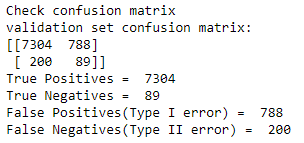 Check confusion matrix
validation set confusion matrix:
[[7304  788]
 [ 200   89]]
True Positives =  7304
True Negatives =  89
False Positives(Type I error) =  788
False Negatives(Type II error) =  200